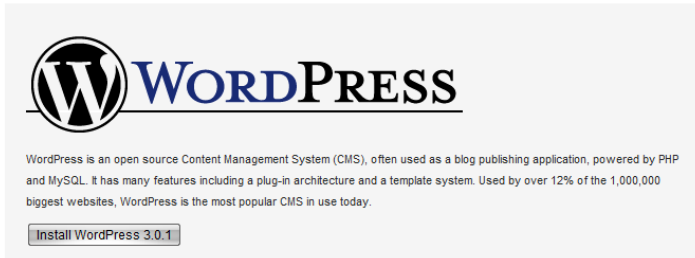 WORDPRESS
WordPress is an open source Content Management System (CMS), often used as a blog publishing application, powered by PHP
and MySQL. It has many features including a plug-in architecture and a template system. Used by over 12% of the 1,000,000
biggest websites, WordPress is the most popular CMS in use today.
Install WordPress 3.0.1